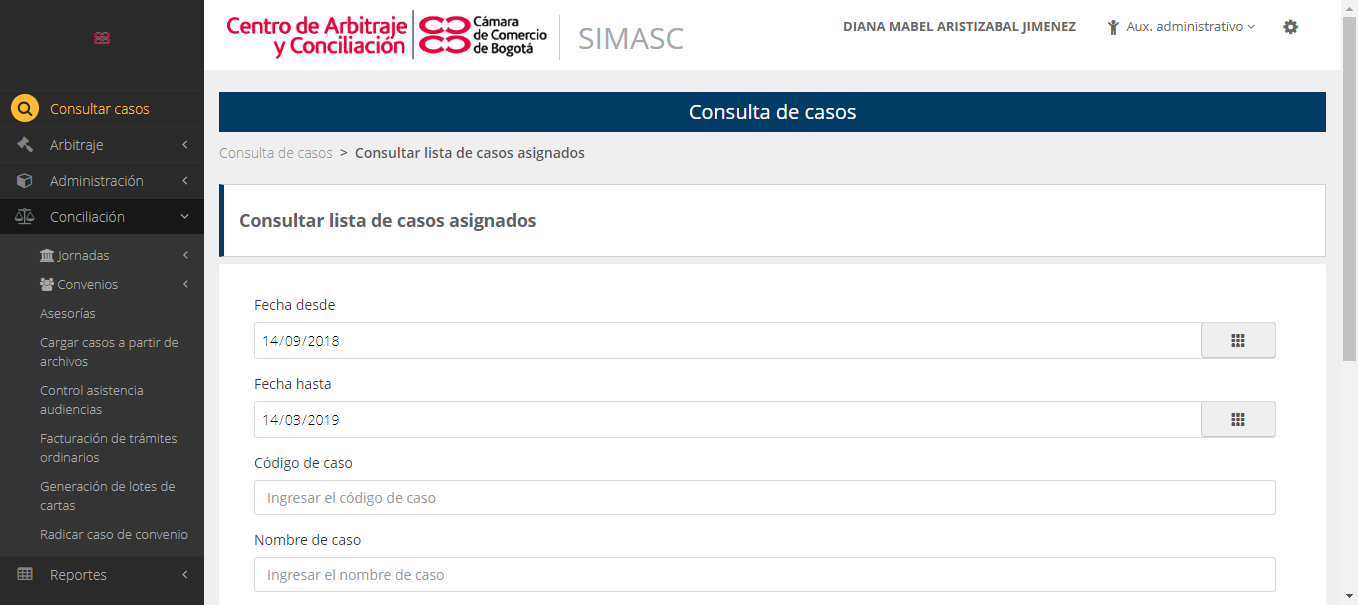 Centro de Arbitraje
y Conciliación
Cámara
de Comercio
de Bogotá
SIMASC
DIANA MABEL ARISTIZABAL JIMENEZ
Aux. administrativo
Consultar casos
Arbitraje
Administración
Conciliación
Jornadas
Convenios
Asesorías
Cargar casos a partir de
archivos
Control asistencia
audiencias
Facturación de trámites
ordinarios
Generación de lotes de
cartas
Radicar caso de convenio
Reportes
Consulta de casos
Consulta de casos > Consultar lista de casos asignados
Consultar lista de casos asignados
Fecha desde
14/09/2018
Fecha hasta
14/03/2019
Código de caso
Ingresar el código de caso
Nombre de caso
Ingresar el nombre de caso